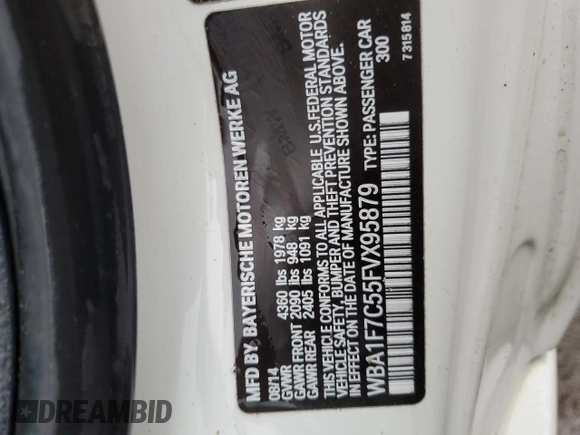 MFD BY: BAYERISCHE MOTOREN WERKE AG
08/14
GVWR 4360 lbs 1978 kg
GAWR FRONT 2090 lbs 948 kg
GAWR REAR 2405 lbs 1091 kg
THIS VEHICLE CONFORMS TO ALL APPLICABLE U.S.FEDERAL MOTOR
VEHICLE SAFETY, BUMPER AND THEFT PREVENTION STANDARDS
IN EFFECT ON THE DATE OF MANUFACTURE SHOWN ABOVE.
WBA1F7C55FVX95879 TYPE: PASSENGER CAR
300
7 315 814
BMW
DREAMBID